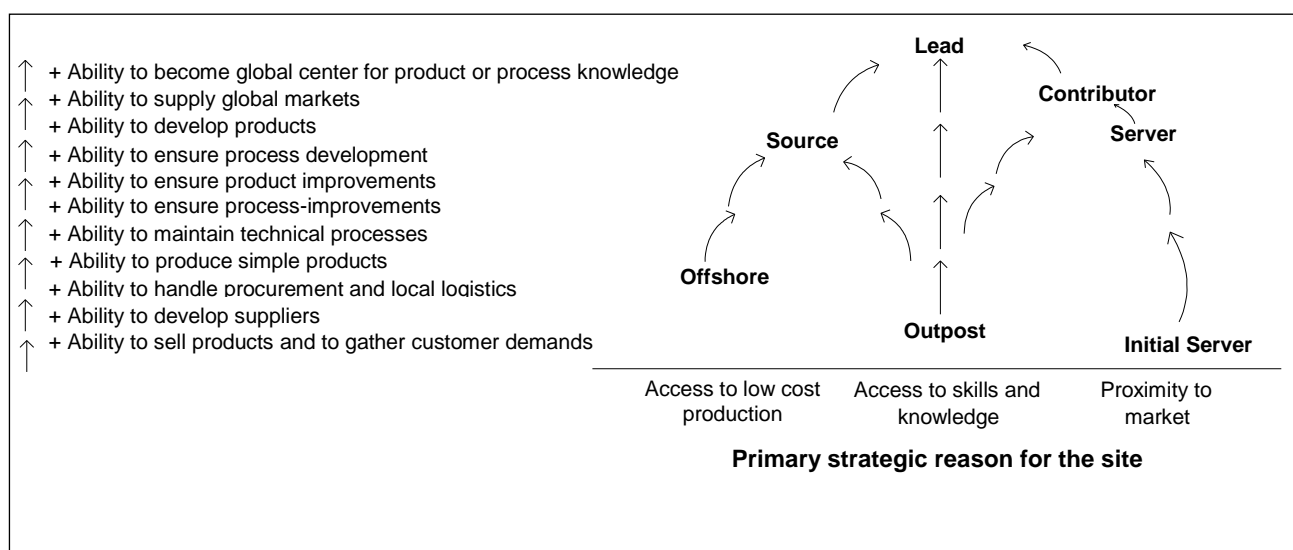 + Ability to become global center for product or process knowledge
+ Ability to supply global markets
+ Ability to develop products
+ Ability to ensure process development
+ Ability to ensure product improvements
+ Ability to ensure process-improvements
+ Ability to maintain technical processes
+ Ability to produce simple products
+ Ability to handle procurement and local logistics
+ Ability to develop suppliers
+ Ability to sell products and to gather customer demands
Lead
Contributor
Server
Source
Offshore
Outpost
Initial Server
Access to low cost
production
Access to skills and
knowledge
Proximity to
market
Primary strategic reason for the site